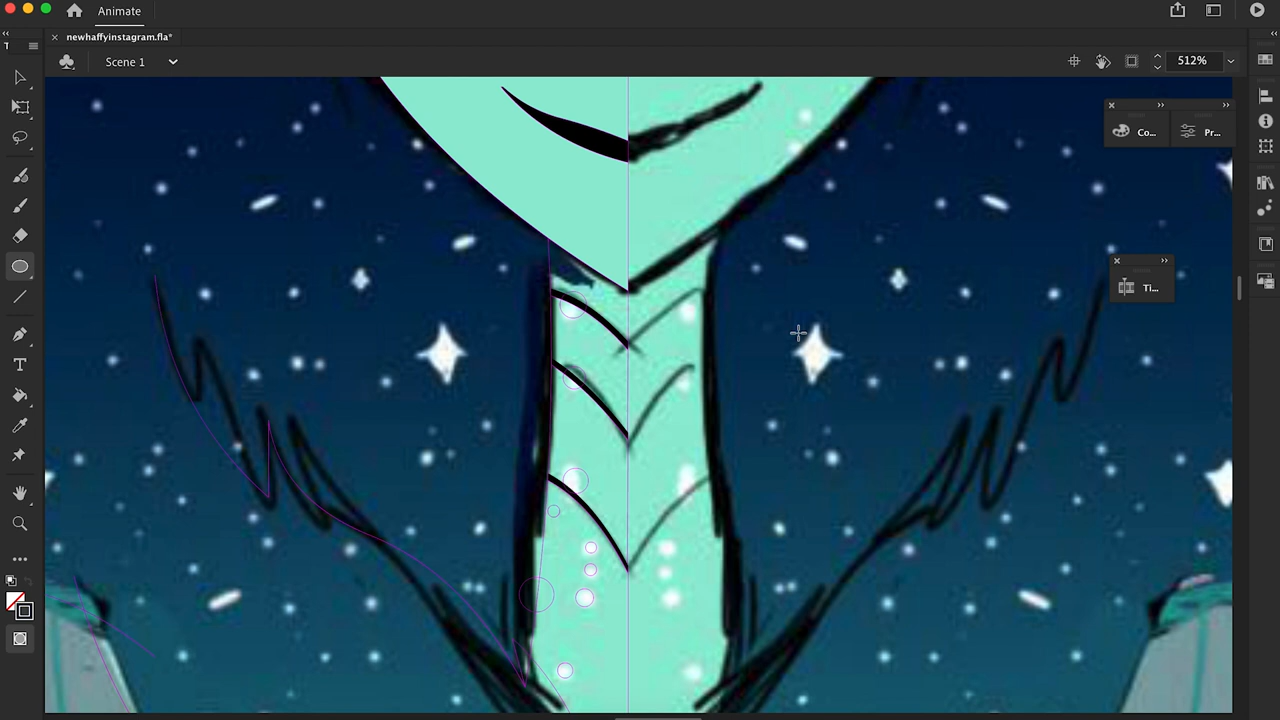 Animate
T
newhaffyinstagram.fla*
Scene 1
512%
Co...
Pr...
Ti...
T